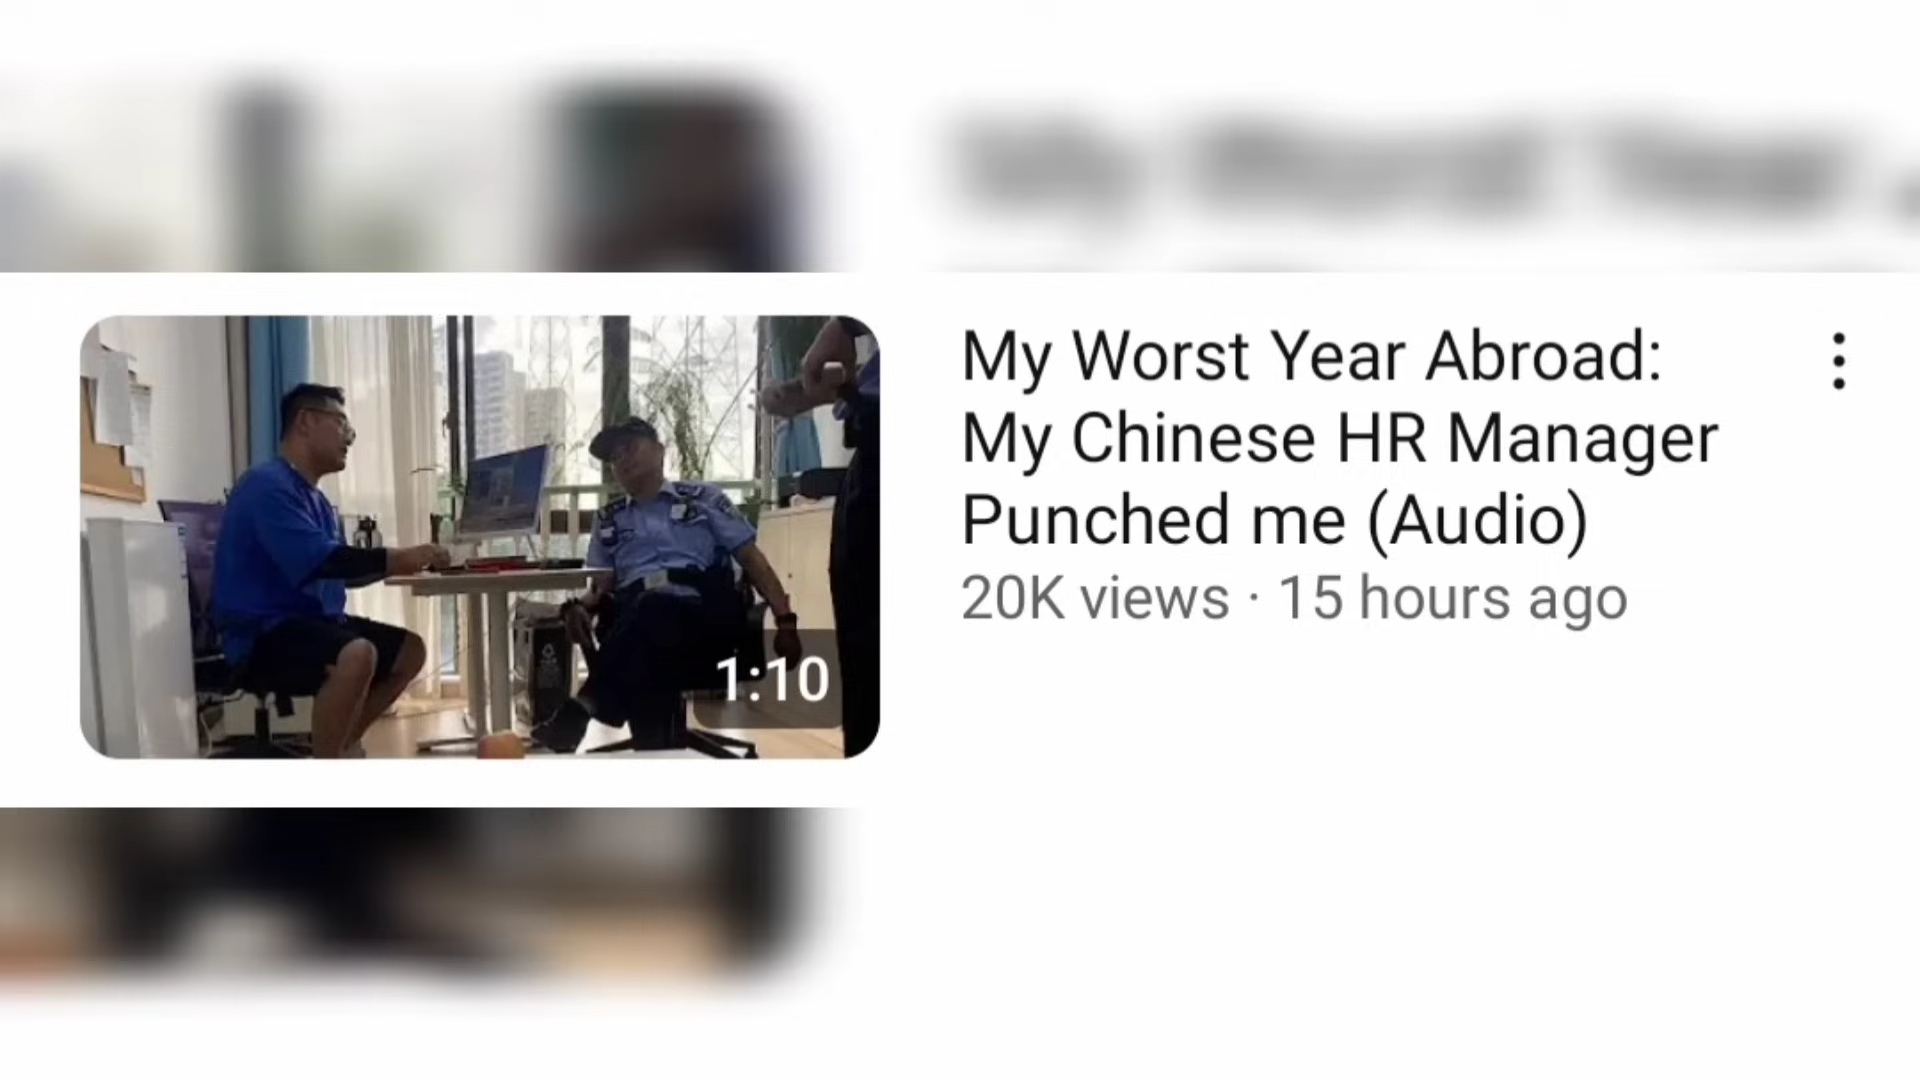 My Worst Year Abroad:
My Chinese HR Manager
Punched me (Audio)
20K views · 15 hours ago
1:10